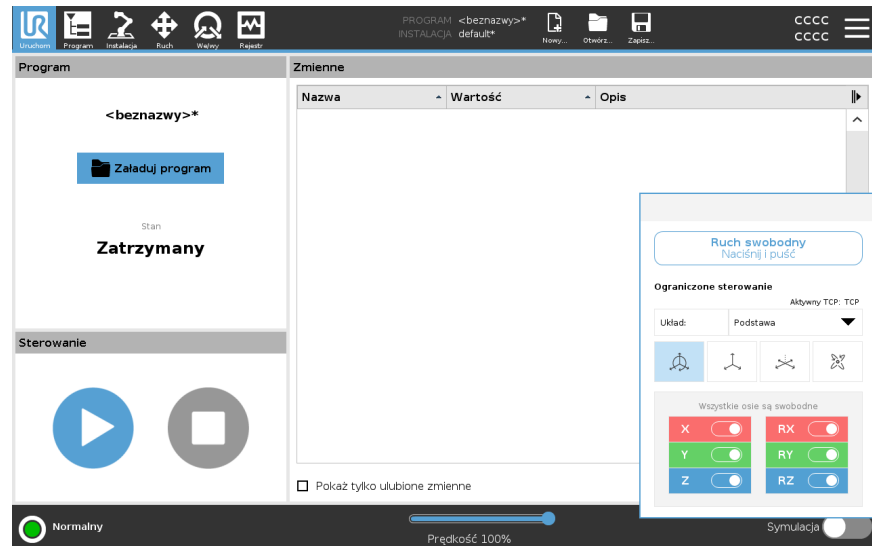 UR
Uruchom
Program
Instalacja
Ruch
We/wy
Rejestr
PROGRAM <beznazwy>*
INSTALACJA default*
Nowy...
Otwórz...
Zapisz...
CCCC
CCCC
Program
<beznazwy>*
Załaduj program
Stan
Zatrzymany
Sterowanie
Zmienne
Nazwa Wartość Opis
Pokaż tylko ulubione zmienne
Ruch swobodny
Naciśnij i puść
Ograniczone sterowanie
Aktywny TCP: TCP
Układ: Podstawa
Wszystkie osie są swobodne
X RX
Y RY
Z RZ
Normalny
Prędkość 100%
Symulacja